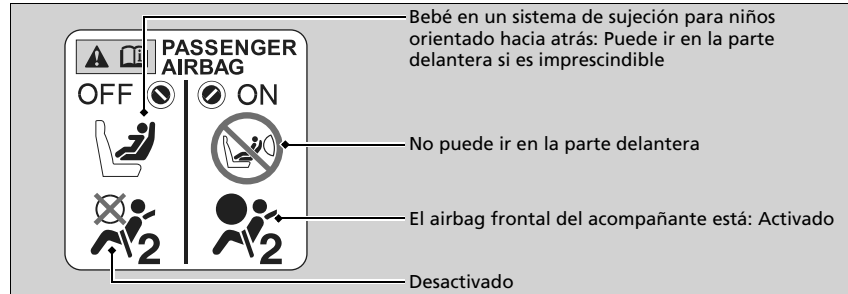 PASSENGER
AIRBAG
OFF
ON
2
2
Bebé en un sistema de sujeción para niños
orientado hacia atrás: Puede ir en la parte
delantera si es imprescindible
No puede ir en la parte delantera
El airbag frontal del acompañante está: Activado
Desactivado